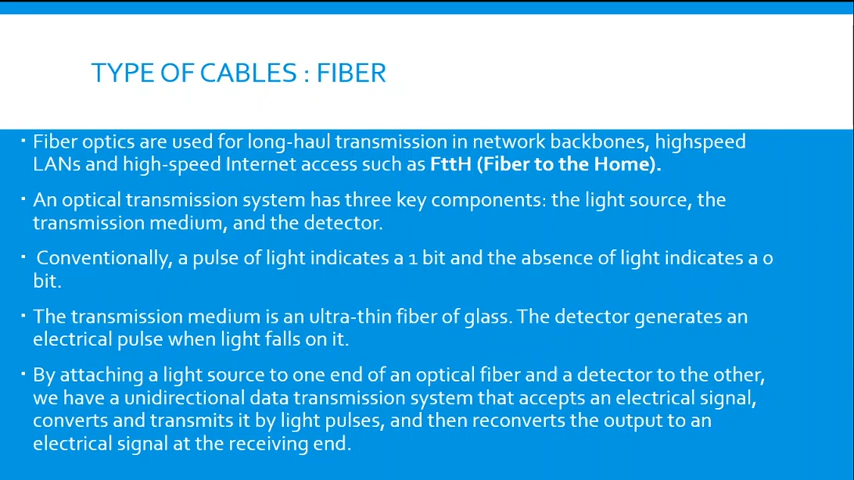 TYPE OF CABLES : FIBER
▪ Fiber optics are used for long-haul transmission in network backbones, highspeed
LANs and high-speed Internet access such as FttH (Fiber to the Home).
▪ An optical transmission system has three key components: the light source, the
transmission medium, and the detector.
▪ Conventionally, a pulse of light indicates a 1 bit and the absence of light indicates a 0
bit.
▪ The transmission medium is an ultra-thin fiber of glass. The detector generates an
electrical pulse when light falls on it.
▪ By attaching a light source to one end of an optical fiber and a detector to the other,
we have a unidirectional data transmission system that accepts an electrical signal,
converts and transmits it by light pulses, and then reconverts the output to an
electrical signal at the receiving end.